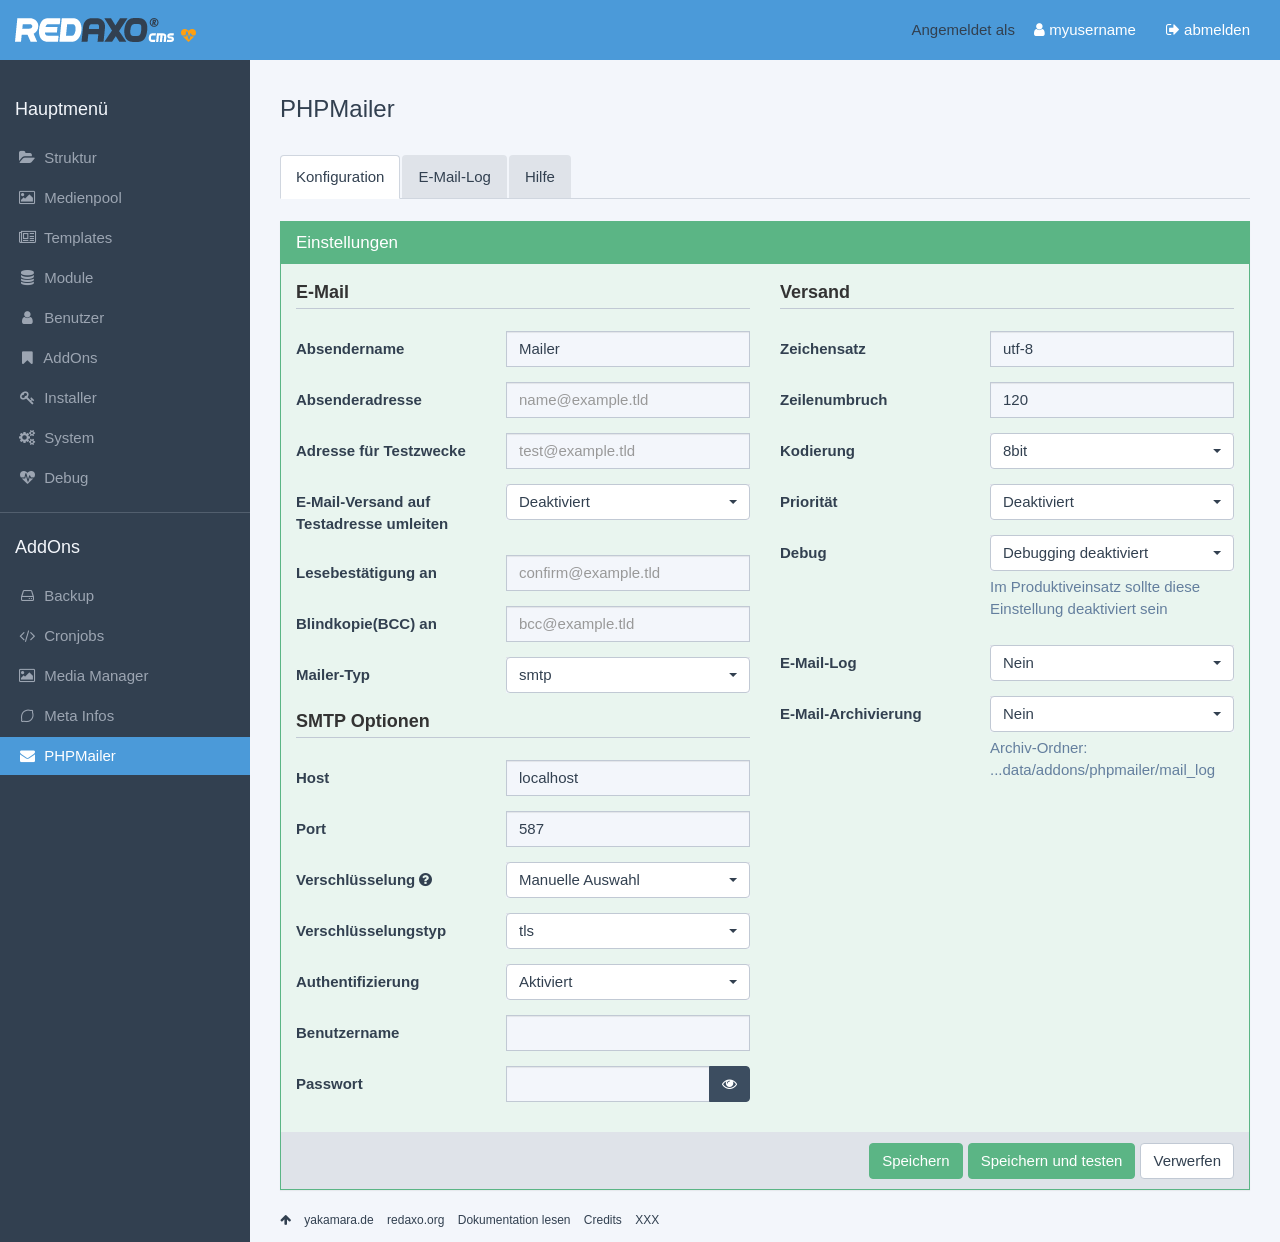 REDAXO® cms
Angemeldet als myusername abmelden
Hauptmenü
Struktur
Medienpool
Templates
Module
Benutzer
AddOns
Installer
System
Debug
AddOns
Backup
Cronjobs
Media Manager
Meta Infos
PHPMailer
PHPMailer
Konfiguration E-Mail-Log Hilfe
Einstellungen
E-Mail
Absendername Mailer
Absenderadresse name@example.tld
Adresse für Testzwecke test@example.tld
E-Mail-Versand auf Deaktiviert
Testadresse umleiten
Lesebestätigung an confirm@example.tld
Blindkopie(BCC) an bcc@example.tld
Mailer-Typ smtp
SMTP Optionen
Host localhost
Port 587
Verschlüsselung Manuelle Auswahl
Verschlüsselungstyp tls
Authentifizierung Aktiviert
Benutzername
Passwort
Versand
Zeichensatz utf-8
Zeilenumbruch 120
Kodierung 8bit
Priorität Deaktiviert
Debug Debugging deaktiviert
Im Produktiveinsatz sollte diese
Einstellung deaktiviert sein
E-Mail-Log Nein
E-Mail-Archivierung Nein
Archiv-Ordner:
...data/addons/phpmailer/mail_log
Speichern Speichern und testen Verwerfen
yakamara.de redaxo.org Dokumentation lesen Credits XXX